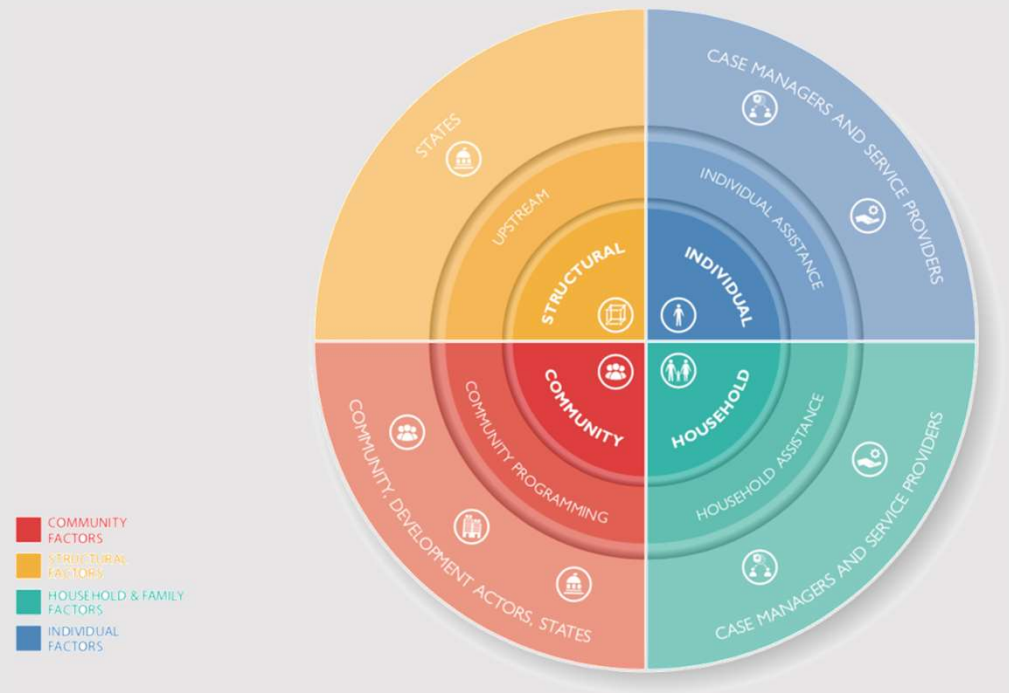 STATES
UPSTREAM
STRUCTURAL
CASE MANAGERS AND SERVICE PROVIDERS
INDIVIDUAL ASSISTANCE
INDIVIDUAL
COMMUNITY
COMMUNITY PROGRAMMING
COMMUNITY, DEVELOPMENT ACTORS, STATES
HOUSEHOLD
HOUSEHOLD ASSISTANCE
CASE MANAGERS AND SERVICE PROVIDERS
COMMUNITY
FACTORS
STRUCTURAL
FACTORS
HOUSEHOLD & FAMILY
FACTORS
INDIVIDUAL
FACTORS